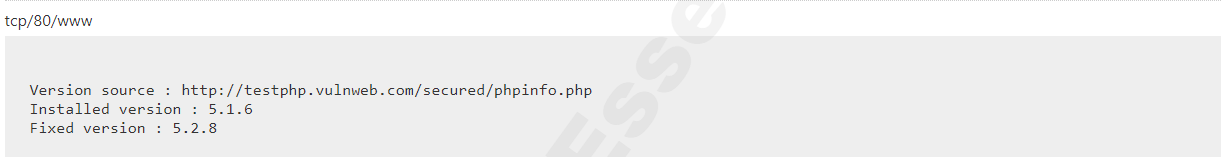 tcp/80/www
Version source : http://testphp.vulnweb.com/secured/phpinfo.php
Installed version : 5.1.6
Fixed version : 5.2.8
Esse